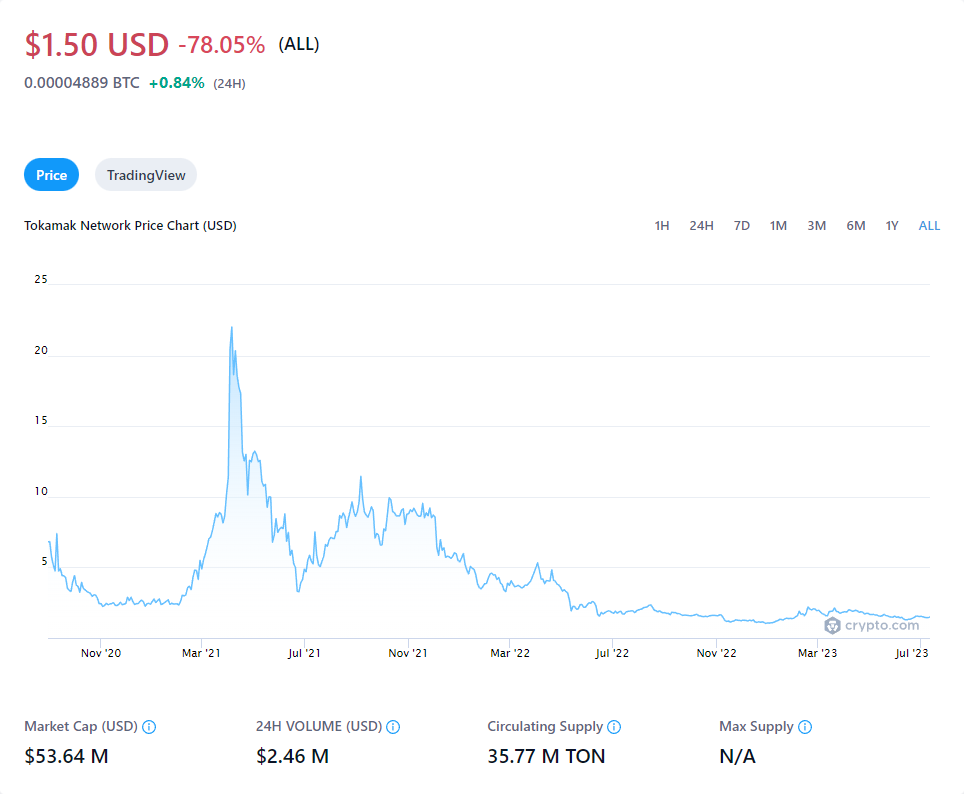 $1.50 USD -78.05% (ALL)
0.00004889 BTC +0.84% (24H)
Price TradingView
Tokamak Network Price Chart (USD) 1H 24H 7D 1M 3M 6M 1Y ALL
25
20
15
10
5
crypto.com
Nov '20 Mar '21 Jul '21 Nov '21 Mar '22 Jul '22 Nov '22 Mar '23 Jul '23
Market Cap (USD) 24H VOLUME (USD) Circulating Supply Max Supply
$53.64 M $2.46 M 35.77 M TON N/A